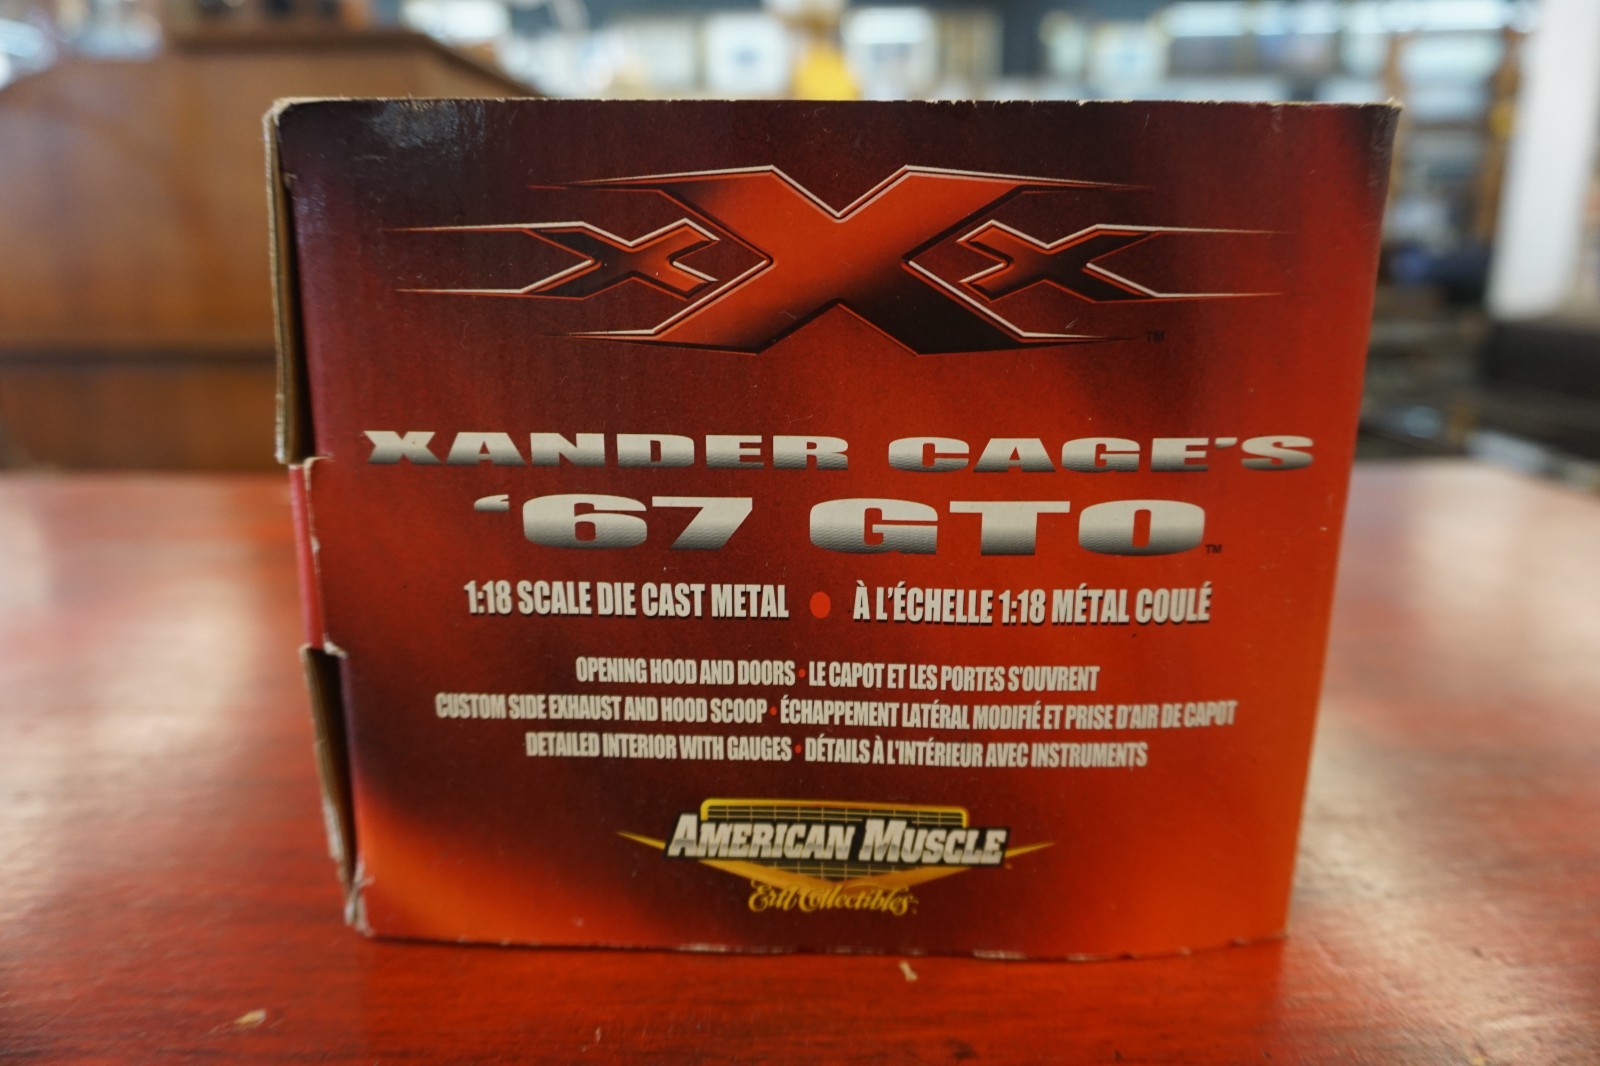 xXx ™
XANDER CAGE'S
'67 GTO™
1:18 SCALE DIE CAST METAL • À L'ÉCHELLE 1:18 MÉTAL COULÉ
OPENING HOOD AND DOORS • LE CAPOT ET LES PORTES S'OUVRENT
CUSTOM SIDE EXHAUST AND HOOD SCOOP • ÉCHAPPEMENT LATÉRAL MODIFIÉ ET PRISE D'AIR DE CAPOT
DETAILED INTERIOR WITH GAUGES • DÉTAILS À L'INTÉRIEUR AVEC INSTRUMENTS
AMERICAN MUSCLE
Ertl Collectibles